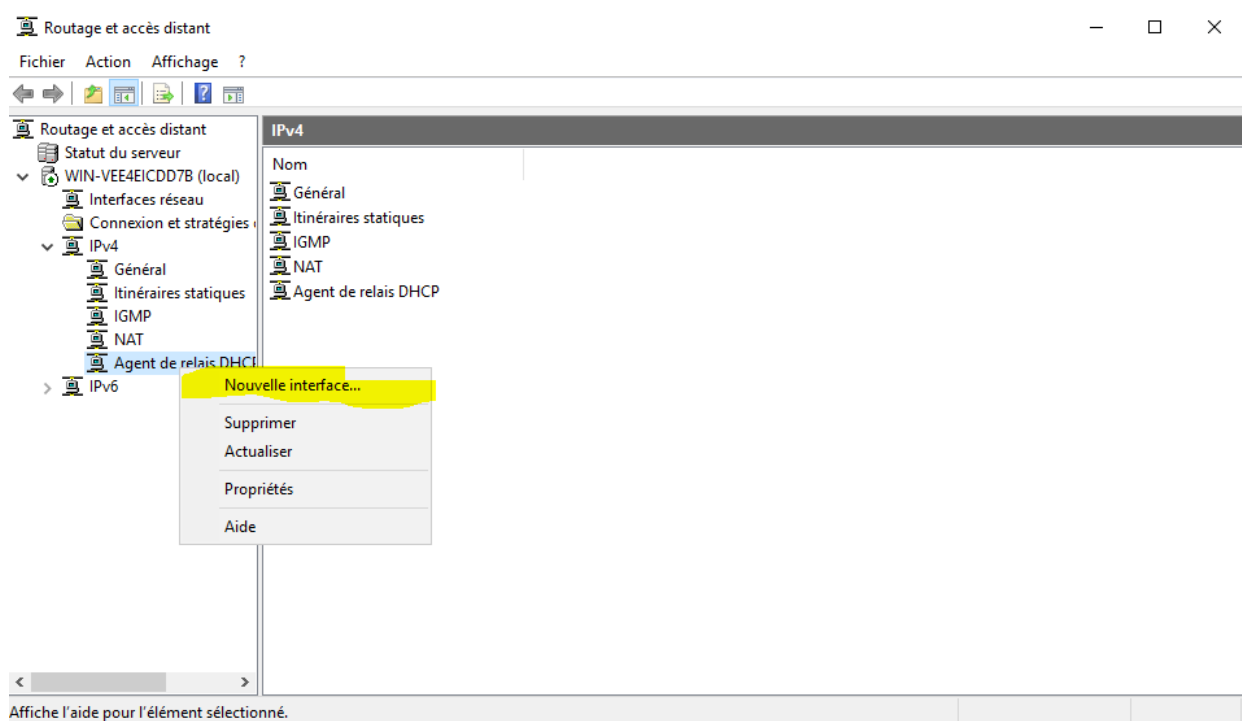 Routage et accès distant
Fichier Action Affichage ?
Routage et accès distant
Statut du serveur
WIN-VEE4EICDD7B (local)
Interfaces réseau
Connexion et stratégies
IPv4
Général
Itinéraires statiques
IGMP
NAT
Agent de relais DHCP
IPv6
IPv4
Nom
Général
Itinéraires statiques
IGMP
NAT
Agent de relais DHCP
Nouvelle interface...
Supprimer
Actualiser
Propriétés
Aide
Affiche l'aide pour l'élément sélectionné.